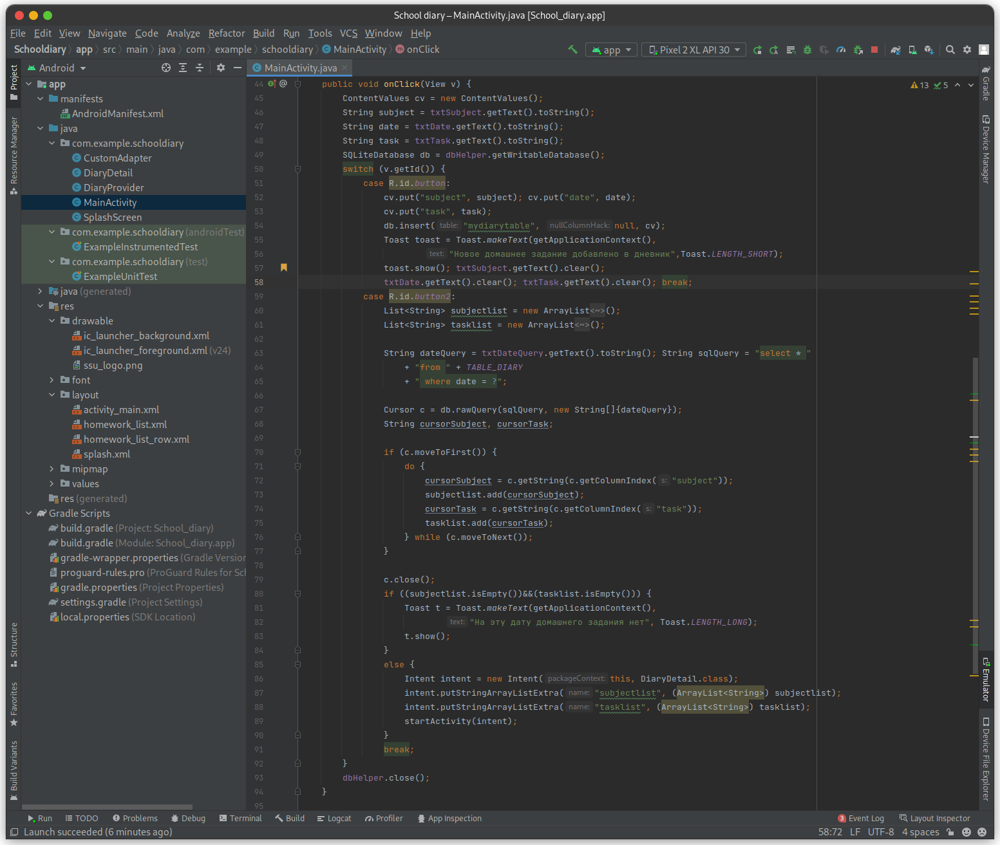 School diary – MainActivity.java [School_diary.app]
File Edit View Navigate Code Analyze Refactor Build Run Tools VCS Window Help
Schooldiary app src main java com example schooldiary MainActivity onClick
app Pixel 2 XL API 30
Project
Resource Manager
Structure
Favorites
Build Variants
Android
app
manifests
AndroidManifest.xml
java
com.example.schooldiary
CustomAdapter
DiaryDetail
DiaryProvider
MainActivity
SplashScreen
com.example.schooldiary (androidTest)
ExampleInstrumentedTest
com.example.schooldiary (test)
ExampleUnitTest
java (generated)
res
drawable
ic_launcher_background.xml
ic_launcher_foreground.xml (v24)
ssu_logo.png
font
layout
activity_main.xml
homework_list.xml
homework_list_row.xml
splash.xml
mipmap
values
res (generated)
Gradle Scripts
build.gradle (Project: School_diary)
build.gradle (Module: School_diary.app)
gradle-wrapper.properties (Gradle Version
proguard-rules.pro (ProGuard Rules for Sch
gradle.properties (Project Properties)
settings.gradle (Project Settings)
local.properties (SDK Location)
MainActivity.java
13 5
44 public void onClick(View v) {
45 ContentValues cv = new ContentValues();
46 String subject = txtSubject.getText().toString();
47 String date = txtDate.getText().toString();
48 String task = txtTask.getText().toString();
49 SQLiteDatabase db = dbHelper.getWritableDatabase();
50 switch (v.getId()) {
51 case R.id.button:
52 cv.put("subject", subject); cv.put("date", date);
53 cv.put("task", task);
54 db.insert( table: "mydiarytable", nullColumnHack: null, cv);
55 Toast toast = Toast.makeText(getApplicationContext(),
56 text: "Новое домашнее задание добавлено в дневник",Toast.LENGTH_SHORT);
57 toast.show(); txtSubject.getText().clear();
58 txtDate.getText().clear(); txtTask.getText().clear(); break;
59 case R.id.button2:
60 List<String> subjectlist = new ArrayList<~>();
61 List<String> tasklist = new ArrayList<~>();
62
63 String dateQuery = txtDateQuery.getText().toString(); String sqlQuery = "select * "
64 + "from " + TABLE_DIARY
65 + " where date = ?";
66
67 Cursor c = db.rawQuery(sqlQuery, new String[]{dateQuery});
68 String cursorSubject, cursorTask;
69
70 if (c.moveToFirst()) {
71 do {
72 cursorSubject = c.getString(c.getColumnIndex( s: "subject"));
73 subjectlist.add(cursorSubject);
74 cursorTask = c.getString(c.getColumnIndex( s: "task"));
75 tasklist.add(cursorTask);
76 } while (c.moveToNext());
77 }
78
79 c.close();
80 if ((subjectlist.isEmpty())&&(tasklist.isEmpty())) {
81 Toast t = Toast.makeText(getApplicationContext(),
82 text: "На эту дату домашнего задания нет", Toast.LENGTH_LONG);
83 t.show();
84 }
85 else {
86 Intent intent = new Intent( packageContext: this, DiaryDetail.class);
87 intent.putStringArrayListExtra( name: "subjectlist", (ArrayList<String>) subjectlist);
88 intent.putStringArrayListExtra( name: "tasklist", (ArrayList<String>) tasklist);
89 startActivity(intent);
90 }
91 break;
92 }
93 dbHelper.close();
94 }
95
Gradle
Device Manager
Emulator
Device File Explorer
Run TODO Problems Debug Terminal Build Logcat Profiler App Inspection 3 Event Log Layout Inspector
Launch succeeded (6 minutes ago) 58:72 LF UTF-8 4 spaces